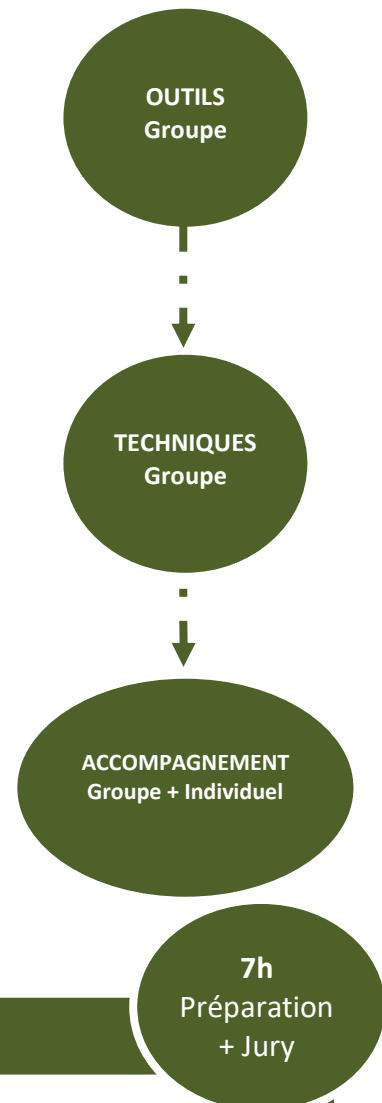 OUTILS
Groupe
TECHNIQUES
Groupe
ACCOMPAGNEMENT
Groupe + Individuel
7h
Préparation
+ Jury